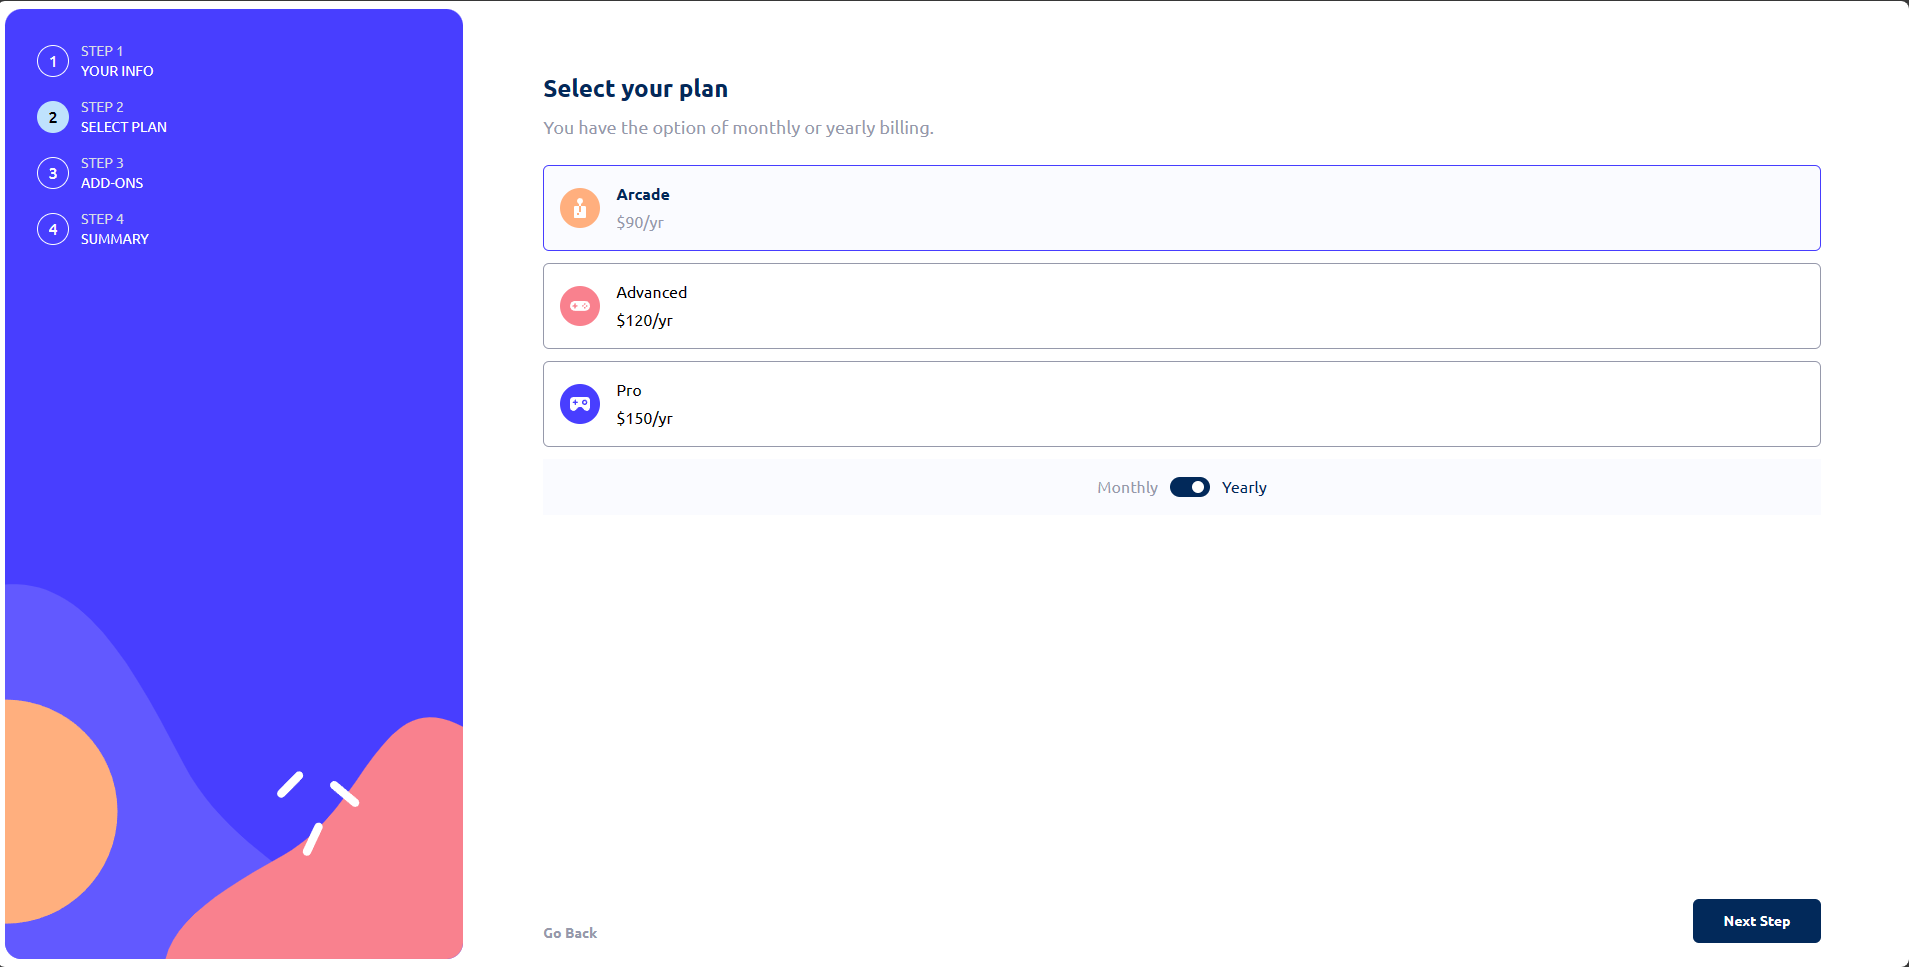 1
STEP 1
YOUR INFO
2
STEP 2
SELECT PLAN
3
STEP 3
ADD-ONS
4
STEP 4
SUMMARY
Select your plan
You have the option of monthly or yearly billing.
Arcade
$90/yr
Advanced
$120/yr
Pro
$150/yr
Monthly Yearly
Go Back
Next Step